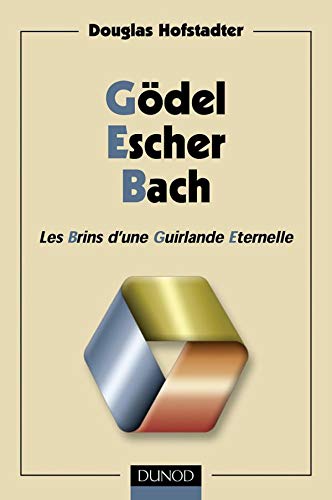 Douglas Hofstadter
Gödel
Escher
Bach
Les Brins d'une Guirlande Eternelle
DUNOD